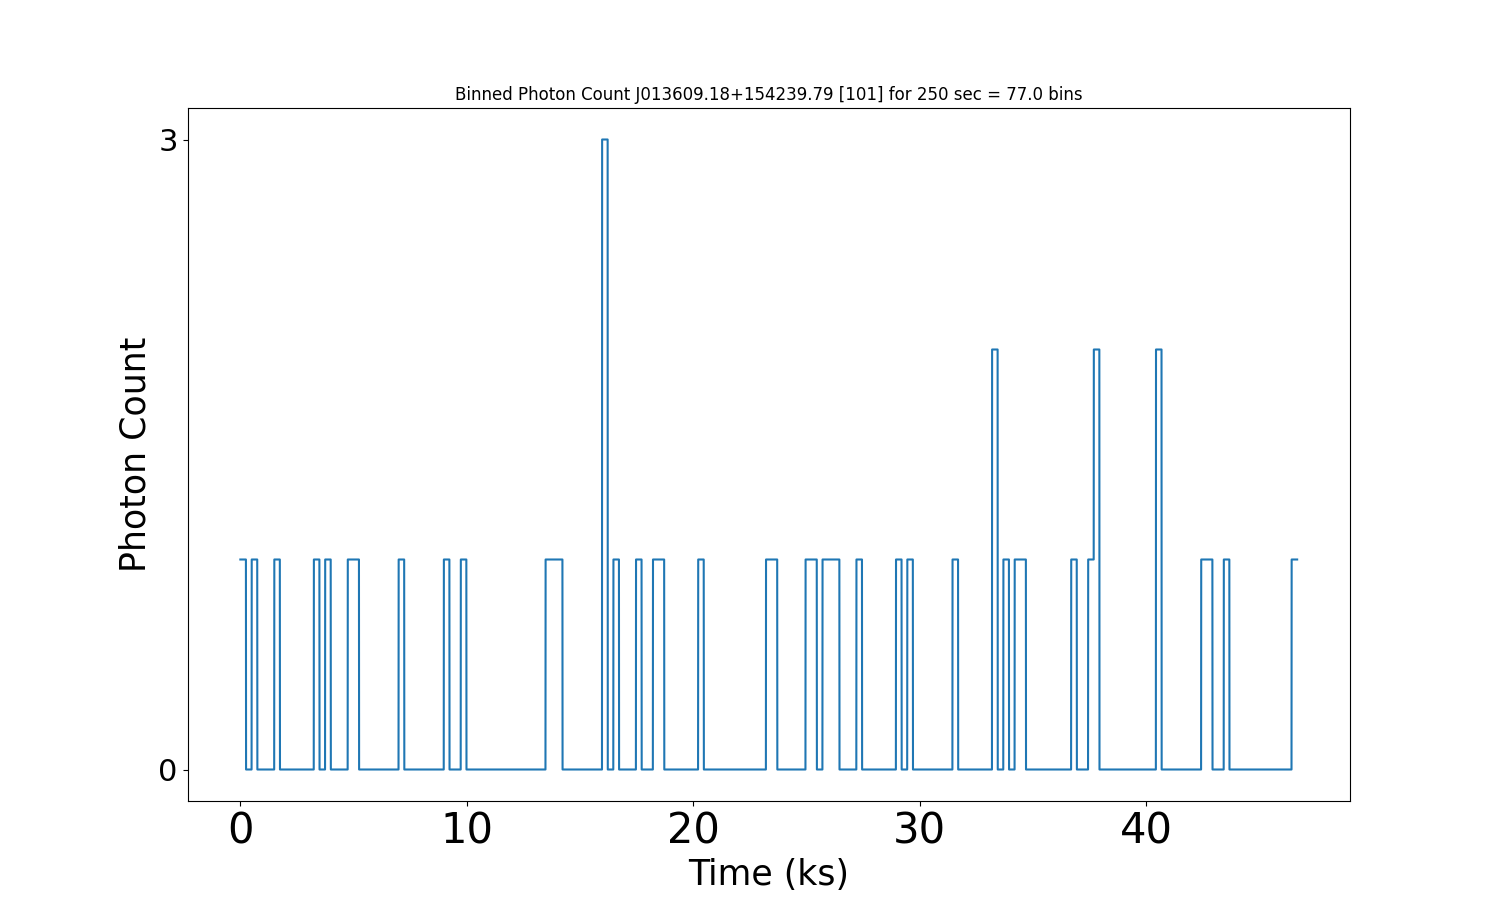 Binned Photon Count J013609.18+154239.79 [101] for 250 sec = 77.0 bins
3
Photon Count
0
0 10 20 30 40
Time (ks)